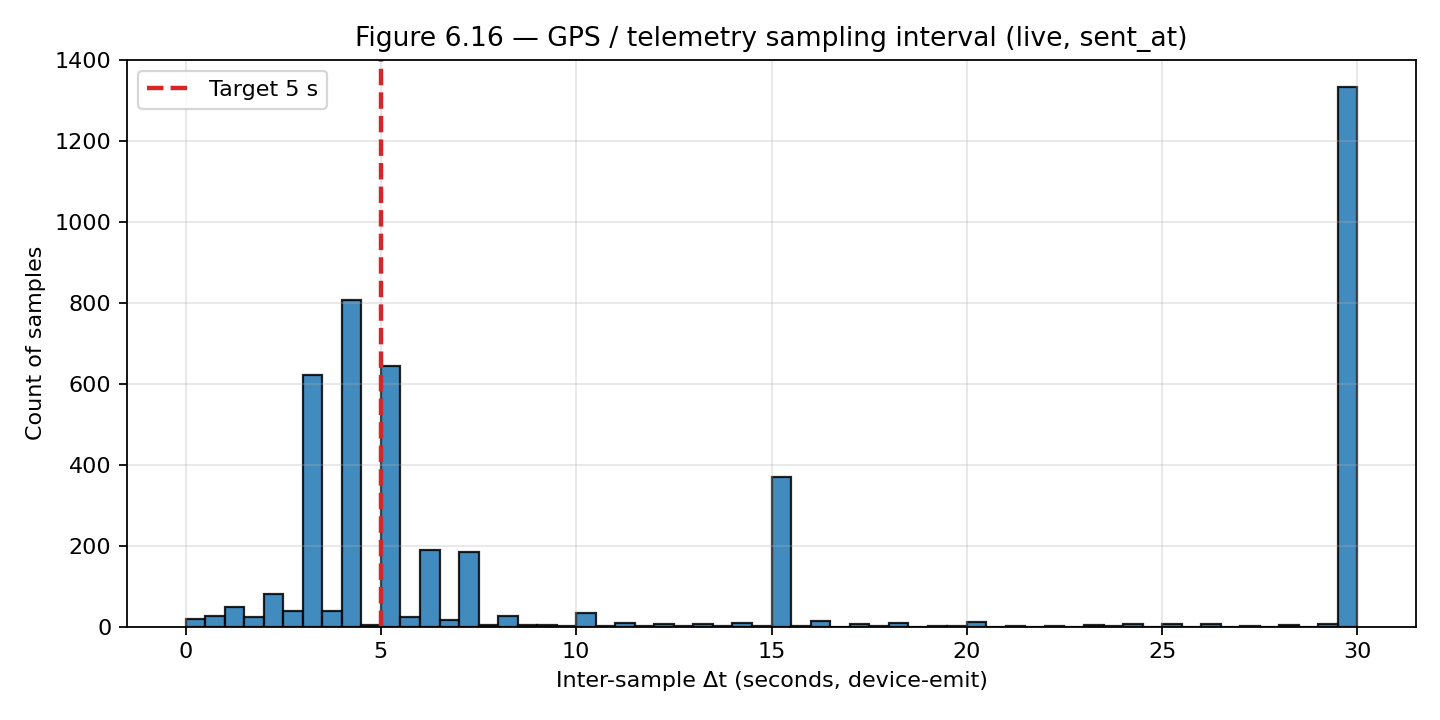 Figure 6.16 — GPS / telemetry sampling interval (live, sent_at)
Target 5 s
1400
1200
1000
800
600
400
200
0
Count of samples
0 5 10 15 20 25 30
Inter-sample Δt (seconds, device-emit)